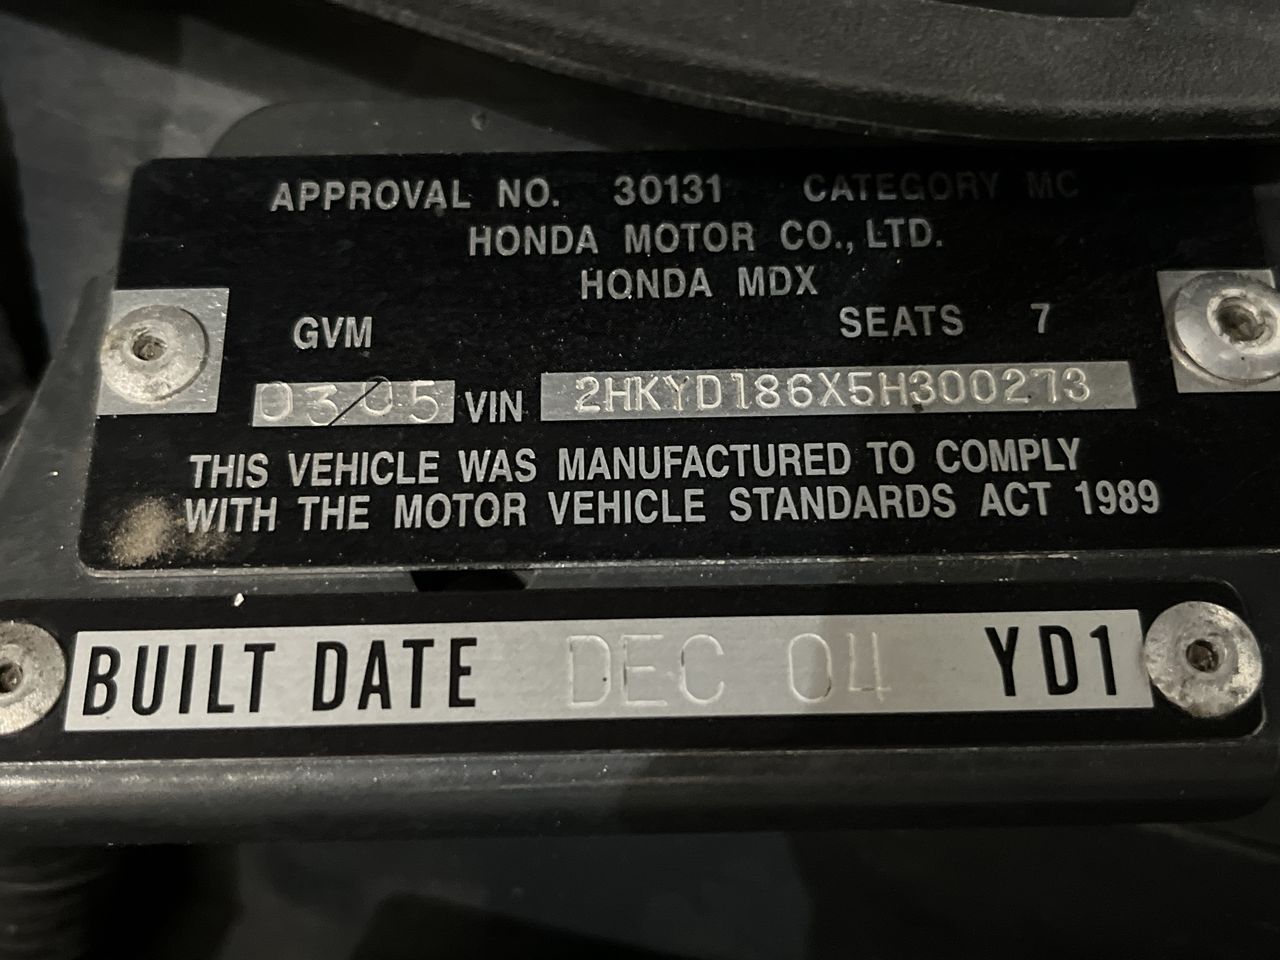 APPROVAL NO. 30131 CATEGORY MC
HONDA MOTOR CO., LTD.
HONDA MDX
GVM SEATS 7
03/05 VIN 2HKYD186X5H300273
THIS VEHICLE WAS MANUFACTURED TO COMPLY
WITH THE MOTOR VEHICLE STANDARDS ACT 1989
BUILT DATE DEC 04 YD1